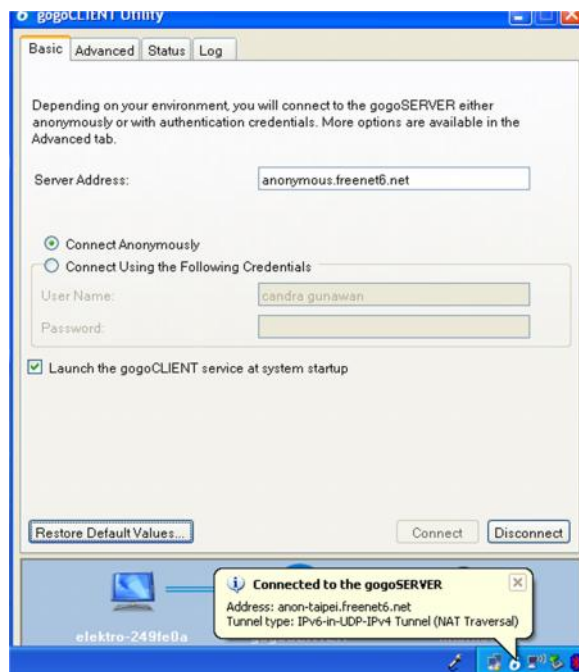 gogoCLIENT Utility
Basic Advanced Status Log
Depending on your environment, you will connect to the gogoSERVER either
anonymously or with authentication credentials. More options are available in the
Advanced tab.
Server Address: anonymous.freenet6.net
Connect Anonymously
Connect Using the Following Credentials
User Name: candra gunawan
Password:
Launch the gogoCLIENT service at system startup
Restore Default Values... Connect Disconnect
Connected to the gogoSERVER
Address: anon-taipei.freenet6.net
Tunnel type: IPv6-in-UDP-IPv4 Tunnel (NAT Traversal)
elektro-249fe0a